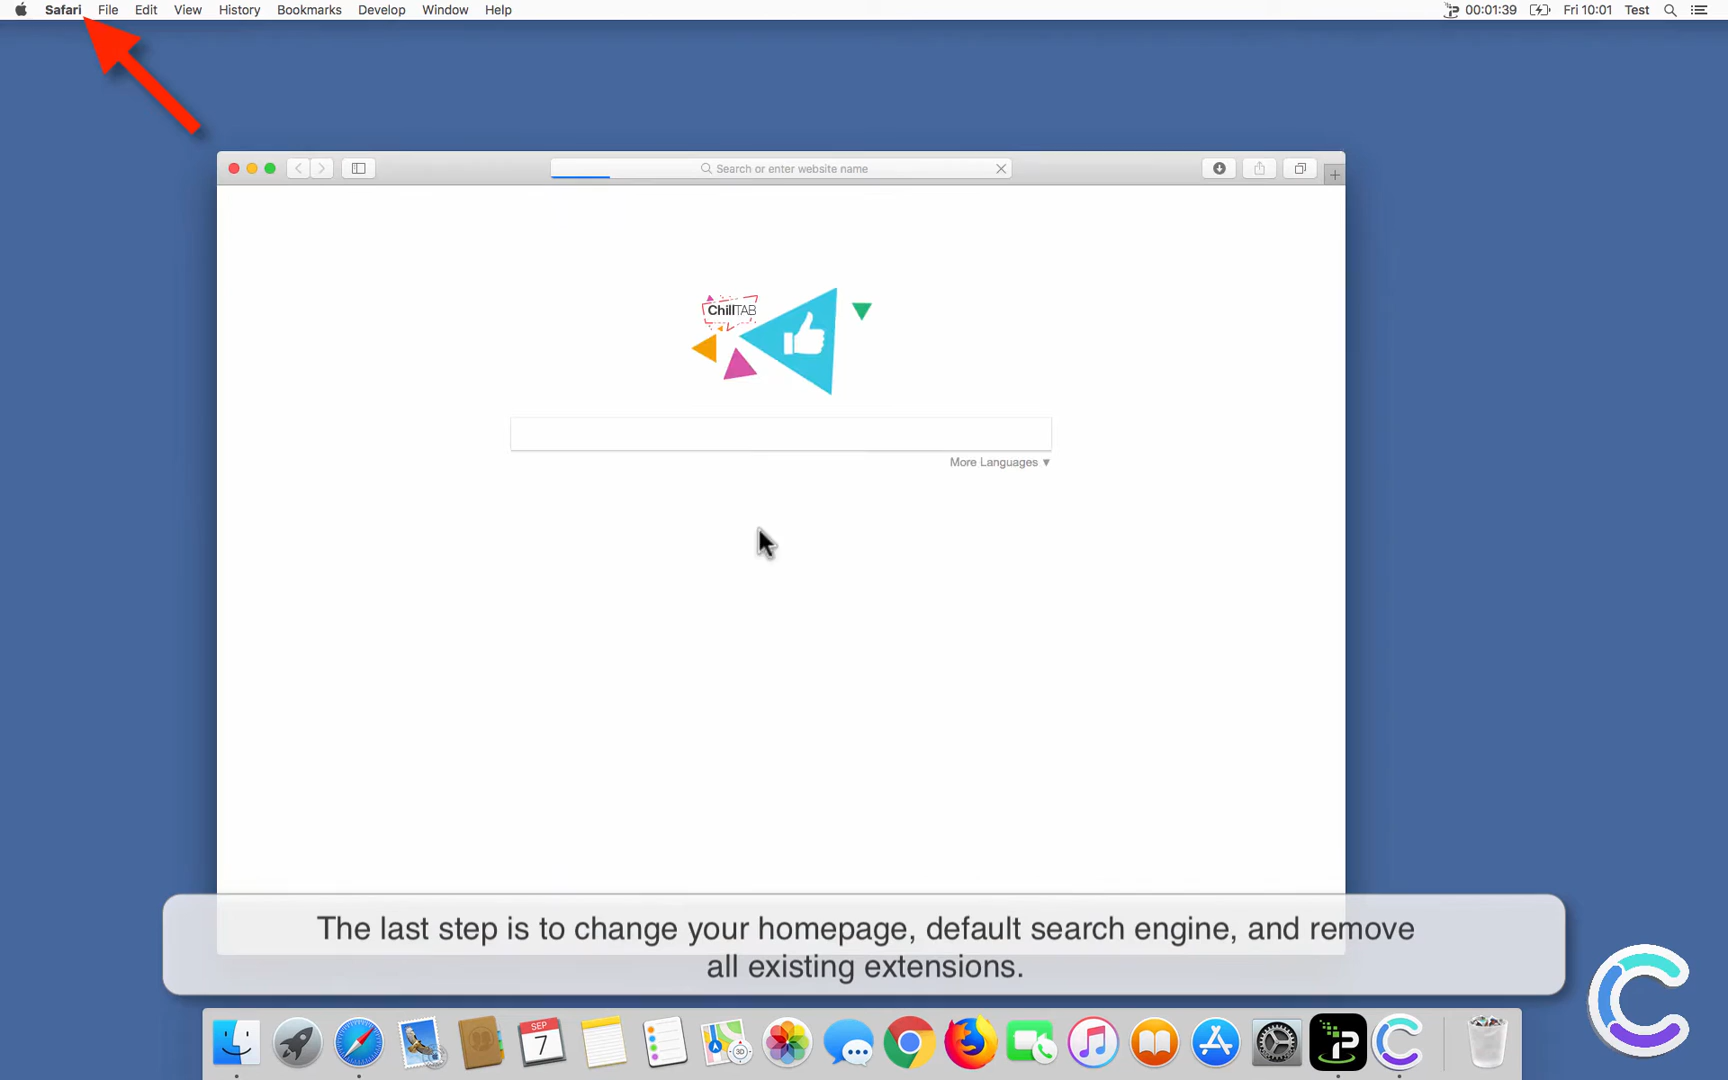 Safari File Edit View History Bookmarks Develop Window Help 00:01:39 Fri 10:01 Test
Search or enter website name
ChillTAB
More Languages ▼
The last step is to change your homepage, default search engine, and remove
all existing extensions.
SEP
7
3D